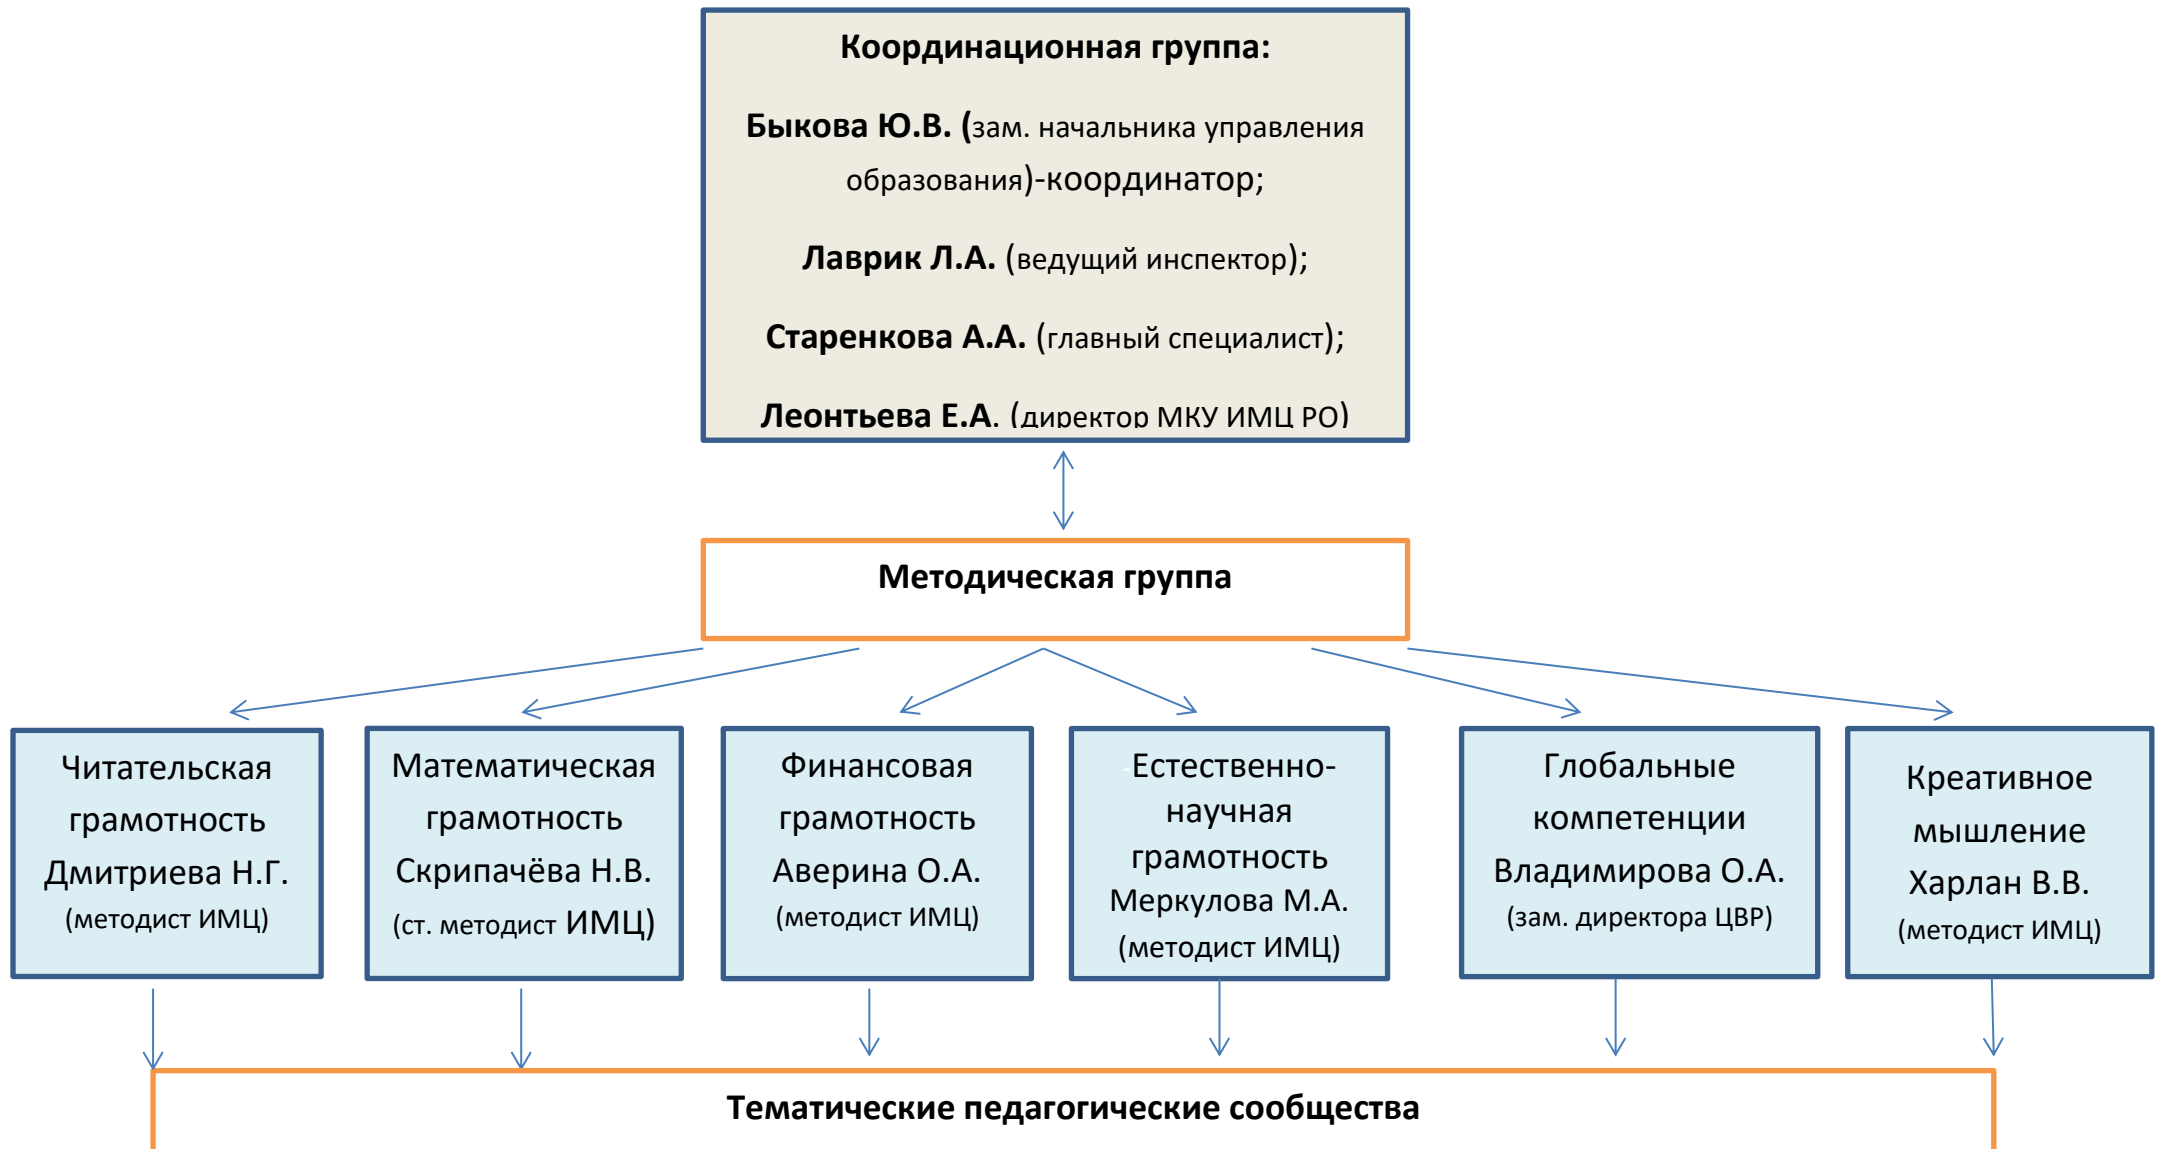 Координационная группа:
Быкова Ю.В. (зам. начальника управления
образования)-координатор;
Лаврик Л.А. (ведущий инспектор);
Старенкова А.А. (главный специалист);
Леонтьева Е.А. (директор МКУ ИМЦ РО)
Методическая группа
Читательская
грамотность
Дмитриева Н.Г.
(методист ИМЦ)
Математическая
грамотность
Скрипачёва Н.В.
(ст. методист ИМЦ)
Финансовая
грамотность
Аверина О.А.
(методист ИМЦ)
-Естественно-
научная
грамотность
Меркулова М.А.
(методист ИМЦ)
Глобальные
компетенции
Владимирова О.А.
(зам. директора ЦВР)
Креативное
мышление
Харлан В.В.
(методист ИМЦ)
Тематические педагогические сообщества